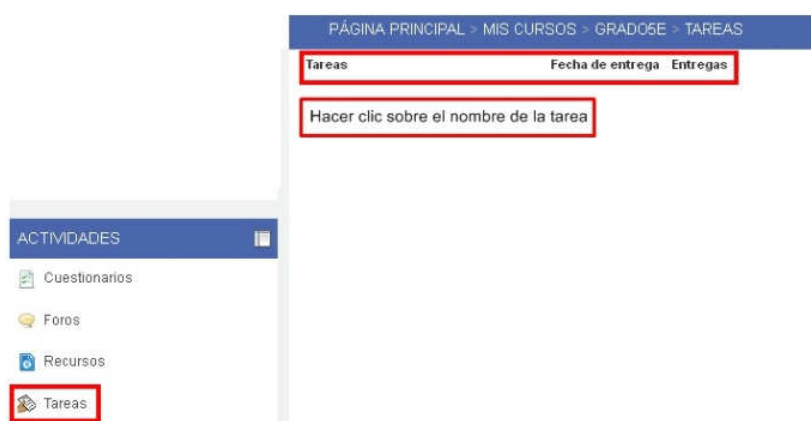 PÁGINA PRINCIPAL > MIS CURSOS > GRADO5E > TAREAS
Tareas Fecha de entrega Entregas
Hacer clic sobre el nombre de la tarea
ACTIVIDADES
Cuestionarios
Foros
Recursos
Tareas